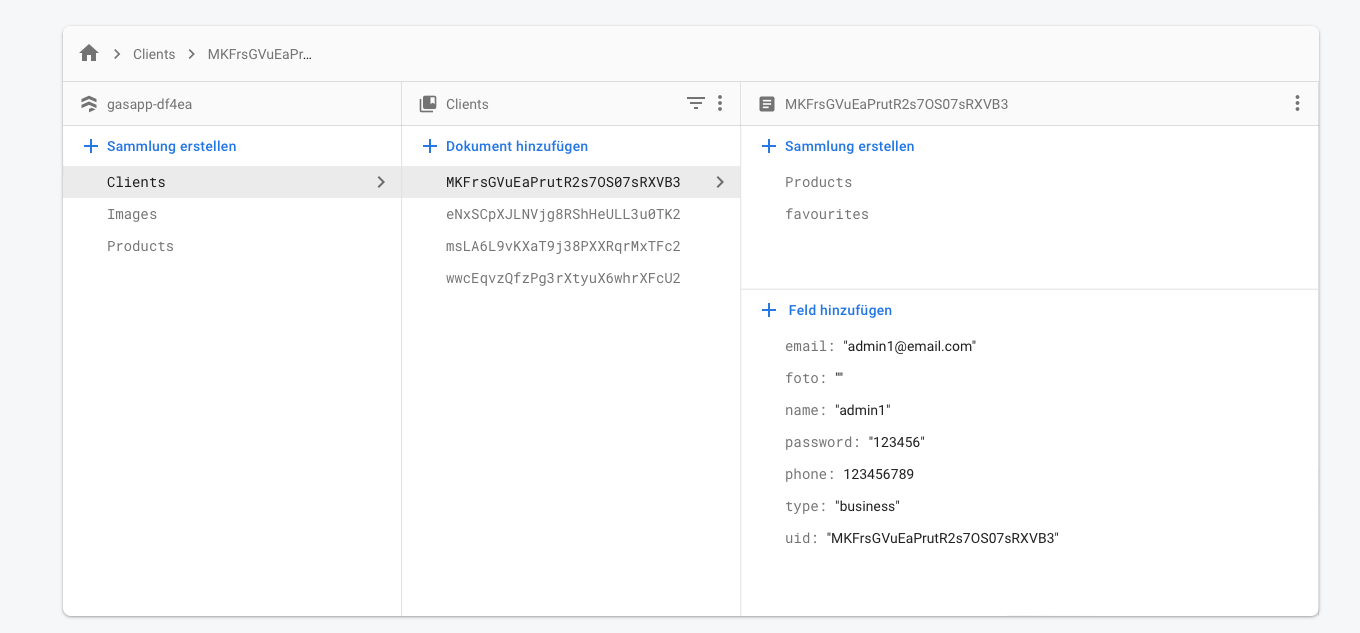 Clients
MKFrsGVuEaPr...
gasapp-df4ea
Sammlung erstellen
Clients
Images
Products
Clients
Dokument hinzufügen
MKFrsGVuEaPrutR2s7OS07sRXVB3
eNxSCpXJLNVjg8RShHeULL3u0TK2
msLA6L9vKXaT9j38PXXRqrMxTFc2
wwcEqvzQfzPg3rXtyuX6whrXFcU2
MKFrsGVuEaPrutR2s7OS07sRXVB3
Sammlung erstellen
Products
favourites
Feld hinzufügen
email: "admin1@email.com"
foto: ""
name: "admin1"
password: "123456"
phone: 123456789
type: "business"
uid: "MKFrsGVuEaPrutR2s7OS07sRXVB3"